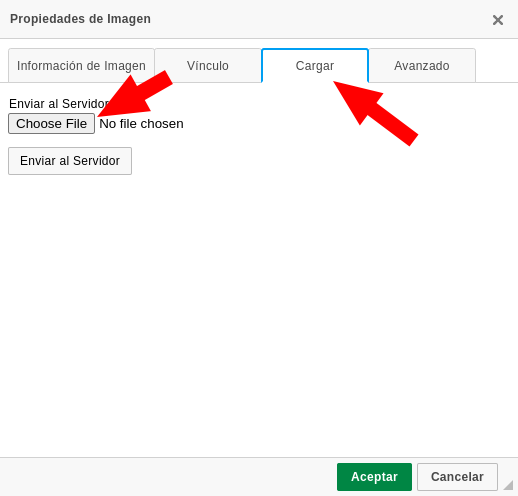 Propiedades de Imagen
Información de Imagen
Vínculo
Cargar
Avanzado
Enviar al Servidor
Choose File No file chosen
Enviar al Servidor
Aceptar
Cancelar